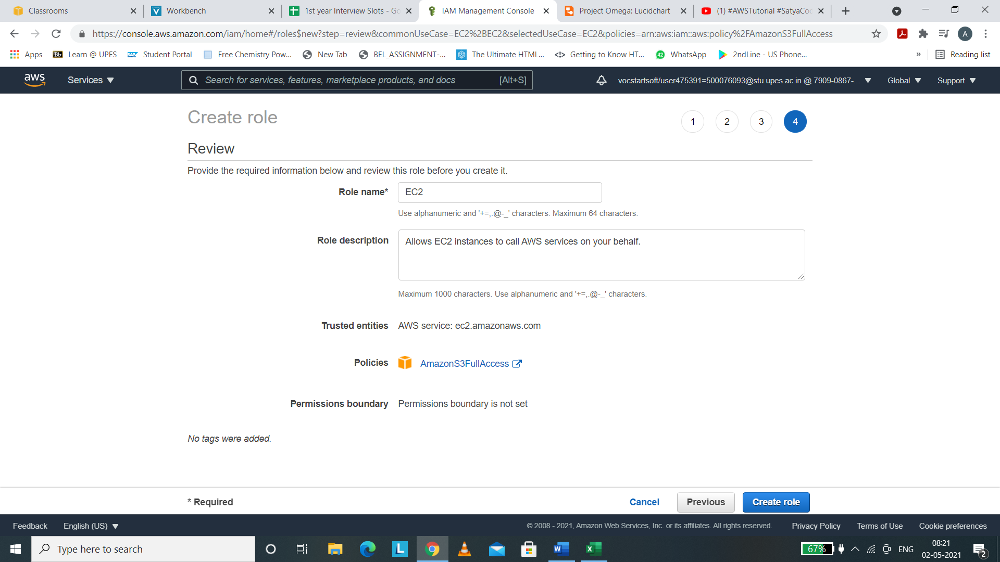 Classrooms
Workbench
1st year Interview Slots - Go
IAM Management Console
Project Omega: Lucidchart
(1) #AWSTutorial #SatyaCo
https://console.aws.amazon.com/iam/home#/roles$new?step=review&commonUseCase=EC2%2BEC2&selectedUseCase=EC2&policies=arn:aws:iam::aws:policy%2FAmazonS3FullAccess
A
Apps
Bb Learn @ UPES
SAP Student Portal
Free Chemistry Pow...
New Tab
BEL_ASSIGNMENT-...
The Ultimate HTML...
Getting to Know HT...
42 WhatsApp
2ndLine - US Phone...
»
Reading list
aws
Services
Search for services, features, marketplace products, and docs [Alt+S]
vocstartsoft/user475391=500076093@stu.upes.ac.in @ 7909-0867-...
Global
Support
Create role
1 2 3 4
Review
Provide the required information below and review this role before you create it.
Role name* EC2
Use alphanumeric and '+=,.@-_' characters. Maximum 64 characters.
Role description Allows EC2 instances to call AWS services on your behalf.
Maximum 1000 characters. Use alphanumeric and '+=,.@-_' characters.
Trusted entities AWS service: ec2.amazonaws.com
Policies AmazonS3FullAccess
Permissions boundary Permissions boundary is not set
No tags were added.
* Required
Cancel
Previous
Create role
Feedback
English (US)
© 2008 - 2021, Amazon Web Services, Inc. or its affiliates. All rights reserved.
Privacy Policy
Terms of Use
Cookie preferences
Type here to search
L
W
X
67%
ENG
08:21
02-05-2021
2